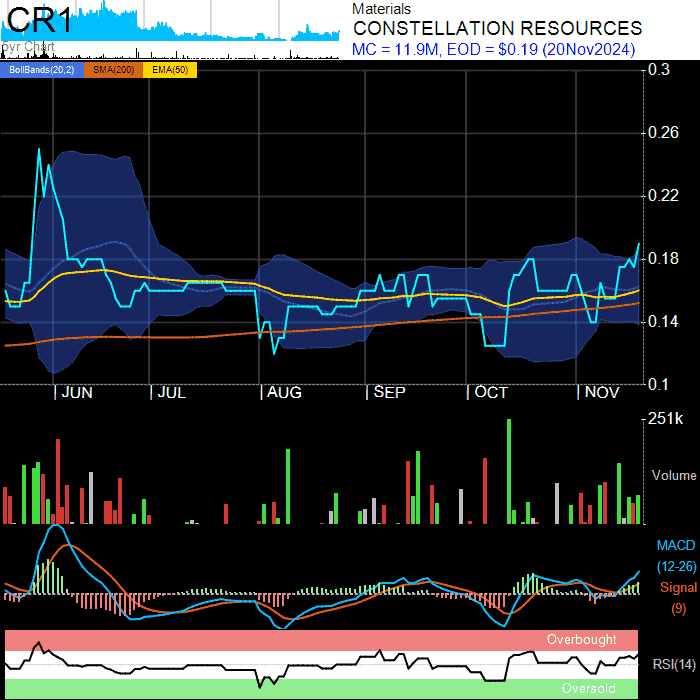 CR1
Materials
CONSTELLATION RESOURCES
MC = 11.9M, EOD = $0.19 (20Nov2024)
Chart
BollBands(20,2) SMA(200) EMA(50)
0.3
0.26
0.22
0.18
0.14
0.1
JUN JUL AUG SEP OCT NOV
251k
Volume
MACD
(12-26)
Signal
(9)
Overbought
RSI(14)
Oversold